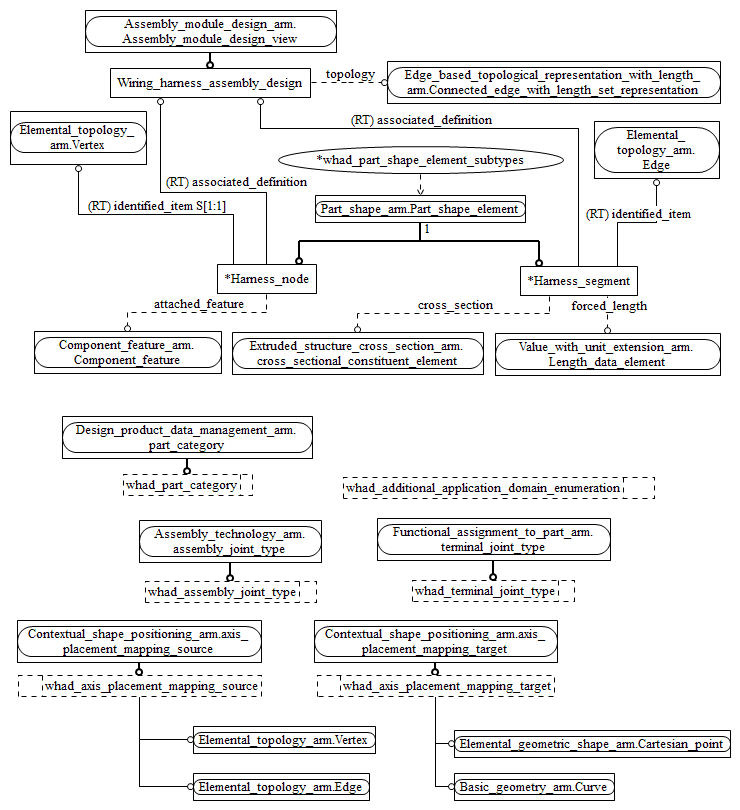 Assembly_module_design_arm.
Assembly_module_design_view
Wiring_harness_assembly_design
topology
Edge_based_topological_representation_with_length_
arm.Connected_edge_with_length_set_representation
Elemental_topology_
arm.Vertex
(RT) associated_definition
Elemental_
topology_arm.
Edge
*whad_part_shape_element_subtypes
(RT) associated_definition
(RT) identified_item S[1:1]
Part_shape_arm.Part_shape_element
(RT) identified_item
1
*Harness_node
*Harness_segment
attached_feature
cross_section
forced_length
Component_feature_arm.
Component_feature
Extruded_structure_cross_section_arm.
cross_sectional_constituent_element
Value_with_unit_extension_arm.
Length_data_element
Design_product_data_management_arm.
part_category
whad_part_category
whad_additional_application_domain_enumeration
Assembly_technology_arm.
assembly_joint_type
Functional_assignment_to_part_arm.
terminal_joint_type
whad_assembly_joint_type
whad_terminal_joint_type
Contextual_shape_positioning_arm.axis_
placement_mapping_source
Contextual_shape_positioning_arm.axis_
placement_mapping_target
whad_axis_placement_mapping_source
whad_axis_placement_mapping_target
Elemental_topology_arm.Vertex
Elemental_geometric_shape_arm.Cartesian_point
Elemental_topology_arm.Edge
Basic_geometry_arm.Curve